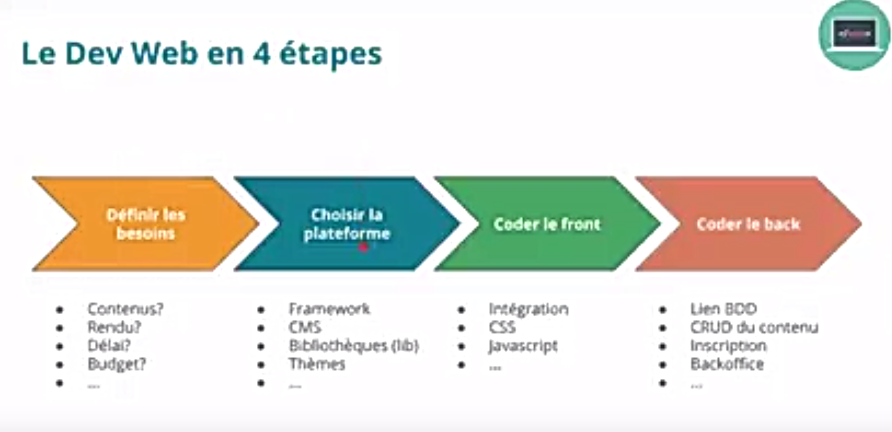 Le Dev Web en 4 étapes
Définir les
besoins
Choisir la
plateforme
Coder le front
Coder le back
Contenus?
Rendu?
Délai?
Budget?
...
Framework
CMS
Bibliothèques (lib)
Thèmes
...
Intégration
CSS
Javascript
...
Lien BDD
CRUD du contenu
Inscription
Backoffice
...